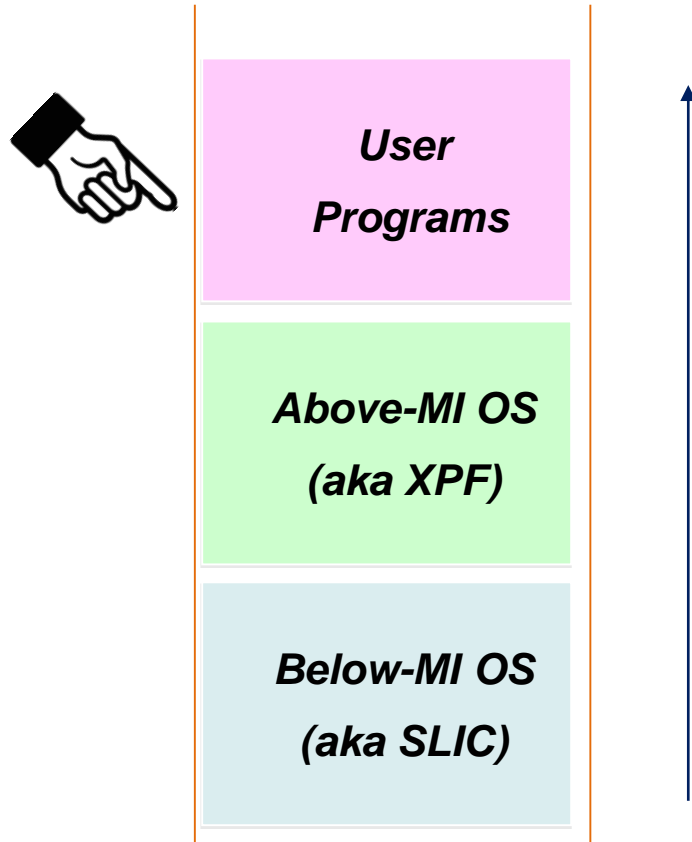 User
Programs
Above-MI OS
(aka XPF)
Below-MI OS
(aka SLIC)